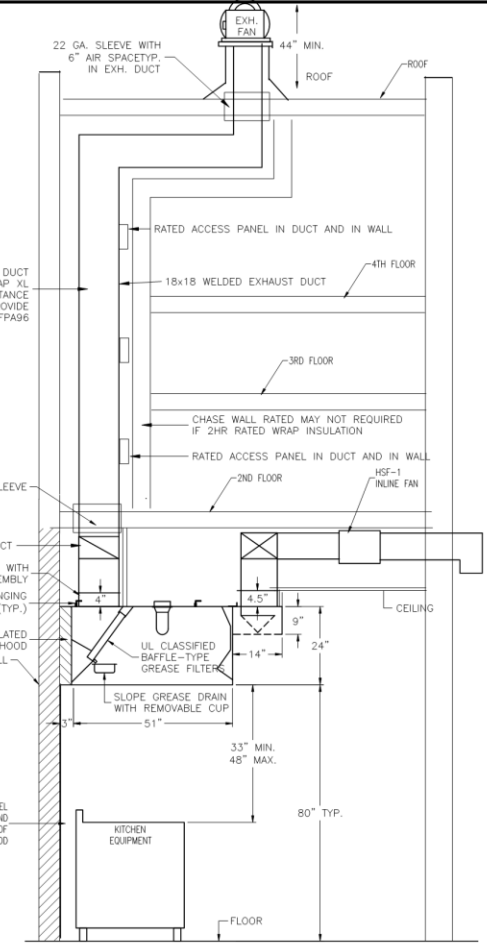 EXH.
FAN
44" MIN.
22 GA. SLEEVE WITH
6" AIR SPACETYP.
IN EXH. DUCT
ROOF
ROOF
RATED ACCESS PANEL IN DUCT AND IN WALL
4TH FLOOR
DUCT
AP XL
TANCE
OVIDE
FPA96
18x18 WELDED EXHAUST DUCT
3RD FLOOR
CHASE WALL RATED MAY NOT REQUIRED
IF 2HR RATED WRAP INSULATION
RATED ACCESS PANEL IN DUCT AND IN WALL
2ND FLOOR
HSF-1
INLINE FAN
LEEVE
CT
WITH
EMBLY
NGING
(TYP.)
LATED
HOOD
LL
4"
4.5"
CEILING
9"
14"
24"
UL CLASSIFIED
BAFFLE-TYPE
GREASE FILTERS
SLOPE GREASE DRAIN
WITH REMOVABLE CUP
3"
51"
33" MIN.
48" MAX.
80" TYP.
EL
ND
OF
OD
KITCHEN
EQUIPMENT
FLOOR